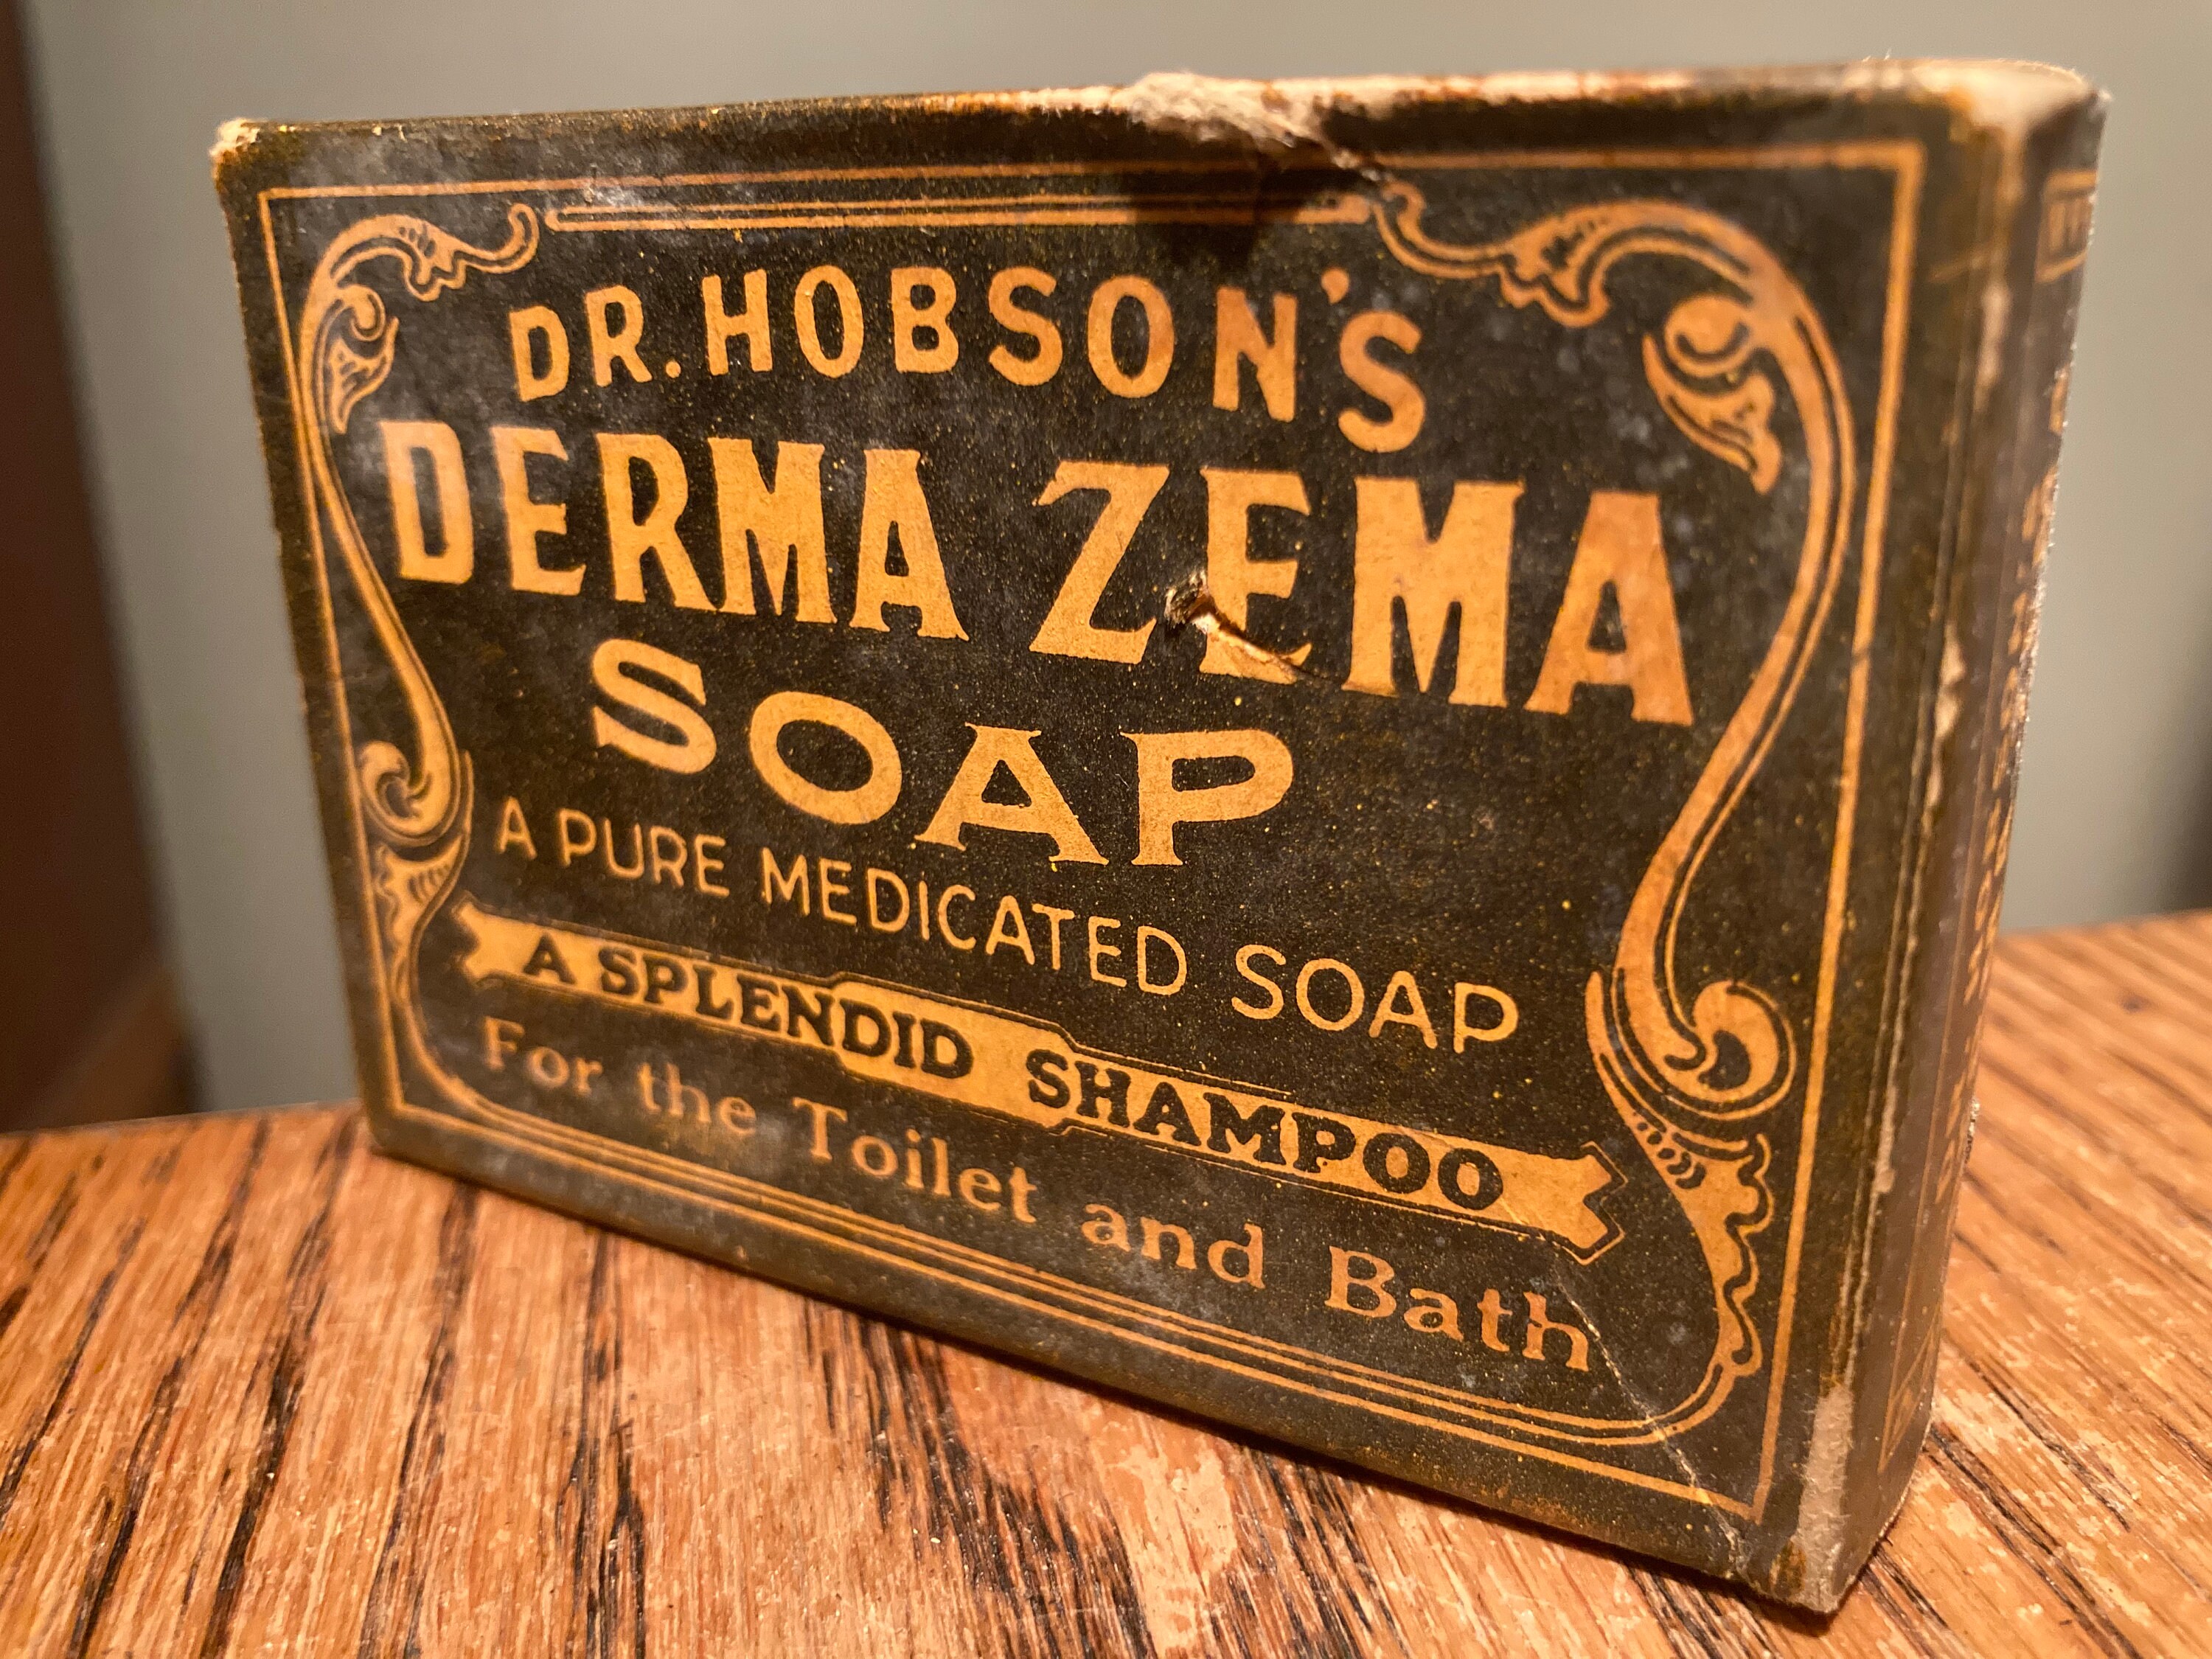 DR. HOBSON'S
DERMA ZEMA
SOAP
A PURE MEDICATED SOAP
A SPLENDID SHAMPOO
For the Toilet and Bath